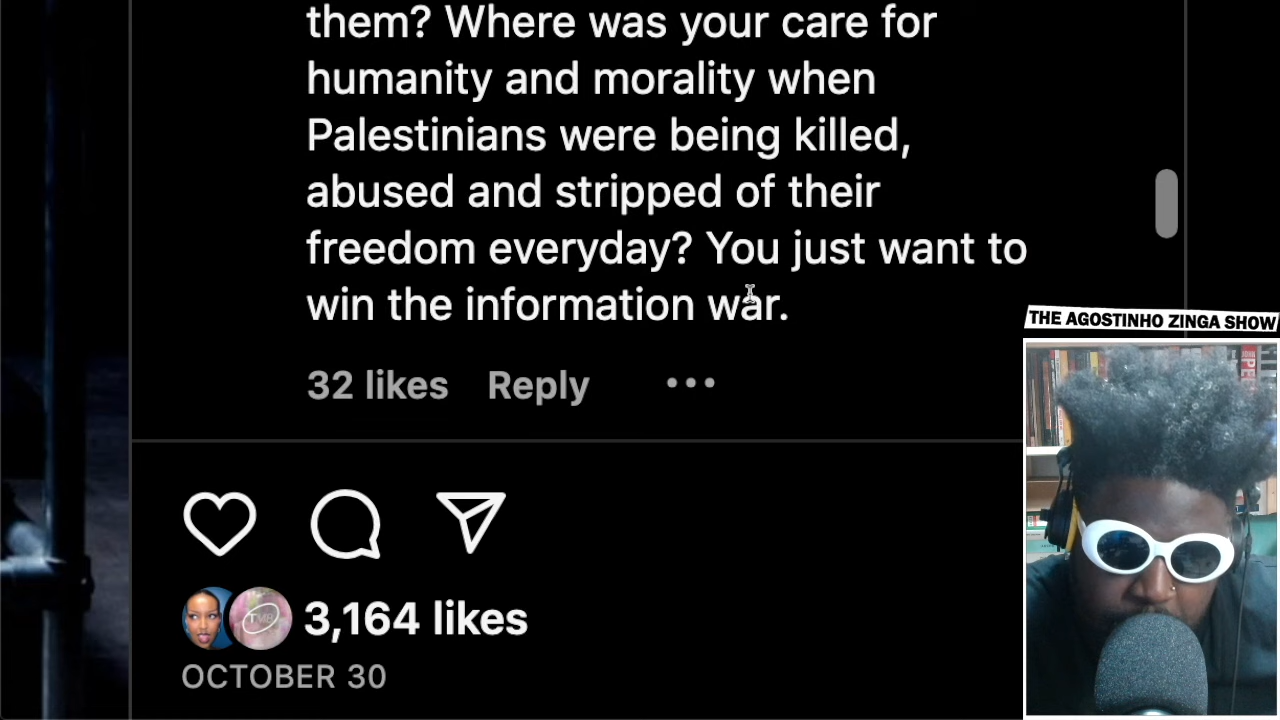 them? Where was your care for
humanity and morality when
Palestinians were being killed,
abused and stripped of their
freedom everyday? You just want to
win the information war.
32 likes Reply
THE AGOSTINHO ZINGA SHOW
3,164 likes
OCTOBER 30